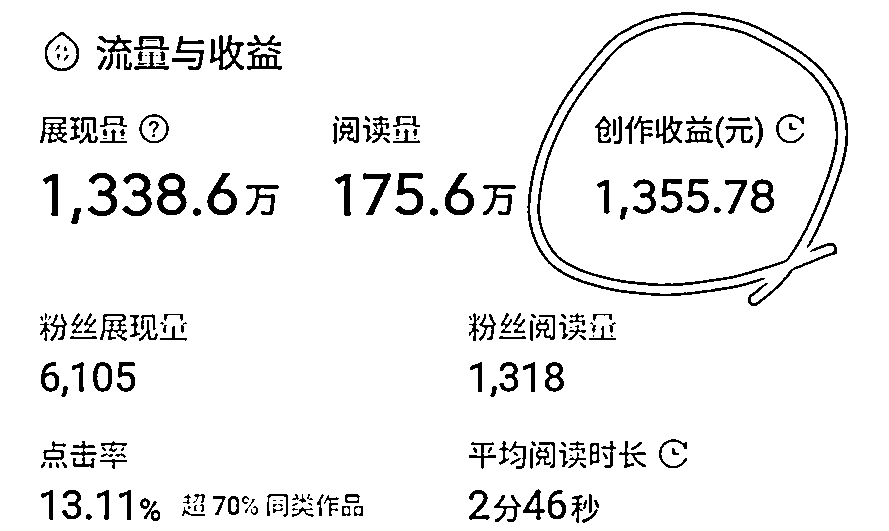 流量与收益
展现量 阅读量 创作收益(元)
1,338.6万 175.6万 1,355.78
粉丝展现量 粉丝阅读量
6,105 1,318
点击率 平均阅读时长
13.11% 超 70% 同类作品 2分46秒